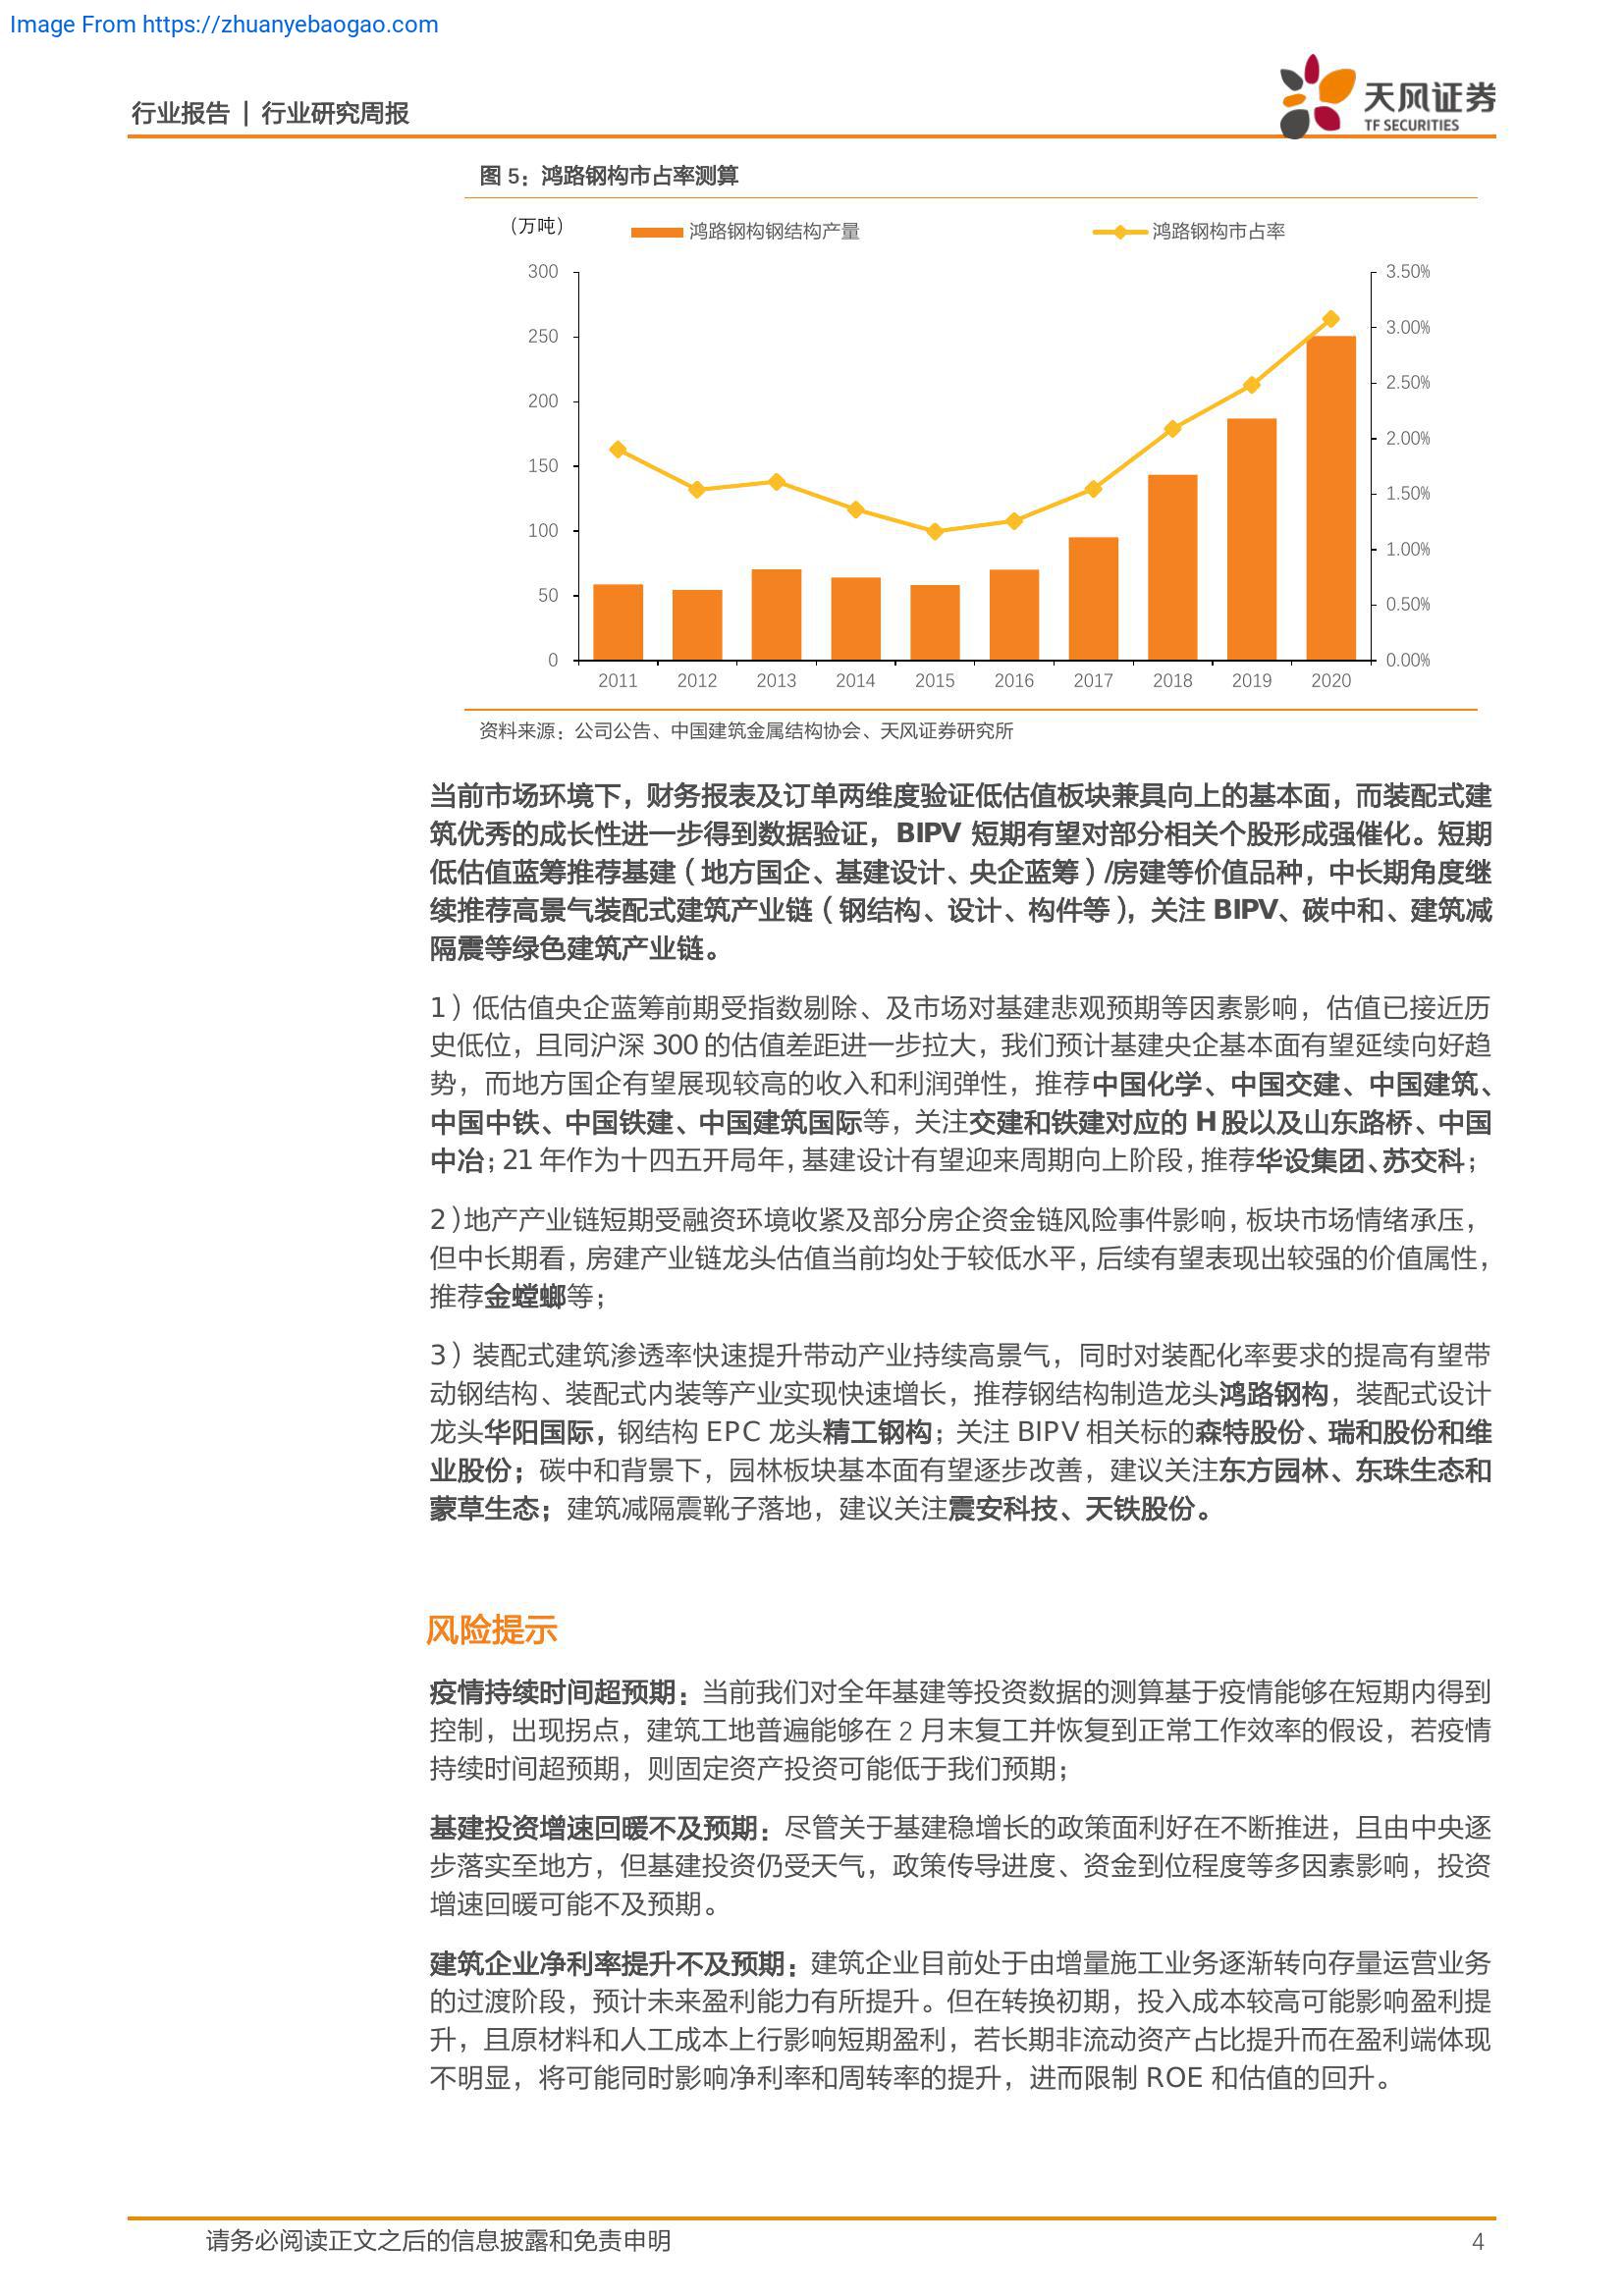 Image From https://zhuanyebaogao.com
行业报告 | 行业研究周报
天风证券
TF SECURITIES
图 5：鸿路钢构市占率测算
（万吨）
鸿路钢构钢结构产量
鸿路钢构市占率
300
250
200
150
100
50
0
3.50%
3.00%
2.50%
2.00%
1.50%
1.00%
0.50%
0.00%
2011 2012 2013 2014 2015 2016 2017 2018 2019 2020
资料来源：公司公告、中国建筑金属结构协会、天风证券研究所
当前市场环境下，财务报表及订单两维度验证低估值板块兼具向上的基本面，而装配式建
筑优秀的成长性进一步得到数据验证，BIPV 短期有望对部分相关个股形成强催化。短期
低估值蓝筹推荐基建（地方国企、基建设计、央企蓝筹）/房建等价值品种，中长期角度继
续推荐高景气装配式建筑产业链（钢结构、设计、构件等），关注 BIPV、碳中和、建筑减
隔震等绿色建筑产业链。
1）低估值央企蓝筹前期受指数剔除、及市场对基建悲观预期等因素影响，估值已接近历
史低位，且同沪深 300 的估值差距进一步拉大，我们预计基建央企基本面有望延续向好趋
势，而地方国企有望展现较高的收入和利润弹性，推荐中国化学、中国交建、中国建筑、
中国中铁、中国铁建、中国建筑国际等，关注交建和铁建对应的 H 股以及山东路桥、中国
中冶；21 年作为十四五开局年，基建设计有望迎来周期向上阶段，推荐华设集团、苏交科；
2）地产产业链短期受融资环境收紧及部分房企资金链风险事件影响，板块市场情绪承压，
但中长期看，房建产业链龙头估值当前均处于较低水平，后续有望表现出较强的价值属性，
推荐金螳螂等；
3）装配式建筑渗透率快速提升带动产业持续高景气，同时对装配化率要求的提高有望带
动钢结构、装配式内装等产业实现快速增长，推荐钢结构制造龙头鸿路钢构，装配式设计
龙头华阳国际，钢结构 EPC 龙头精工钢构；关注 BIPV 相关标的森特股份、瑞和股份和维
业股份；碳中和背景下，园林板块基本面有望逐步改善，建议关注东方园林、东珠生态和
蒙草生态；建筑减隔震靴子落地，建议关注震安科技、天铁股份。
风险提示
疫情持续时间超预期：当前我们对全年基建等投资数据的测算基于疫情能够在短期内得到
控制，出现拐点，建筑工地普遍能够在 2 月末复工并恢复到正常工作效率的假设，若疫情
持续时间超预期，则固定资产投资可能低于我们预期；
基建投资增速回暖不及预期：尽管关于基建稳增长的政策面利好在不断推进，且由中央逐
步落实至地方，但基建投资仍受天气，政策传导进度、资金到位程度等多因素影响，投资
增速回暖可能不及预期。
建筑企业净利率提升不及预期：建筑企业目前处于由增量施工业务逐渐转向存量运营业务
的过渡阶段，预计未来盈利能力有所提升。但在转换初期，投入成本较高可能影响盈利提
升，且原材料和人工成本上行影响短期盈利，若长期非流动资产占比提升而在盈利端体现
不明显，将可能同时影响净利率和周转率的提升，进而限制 ROE 和估值的回升。
请务必阅读正文之后的信息披露和免责申明
4